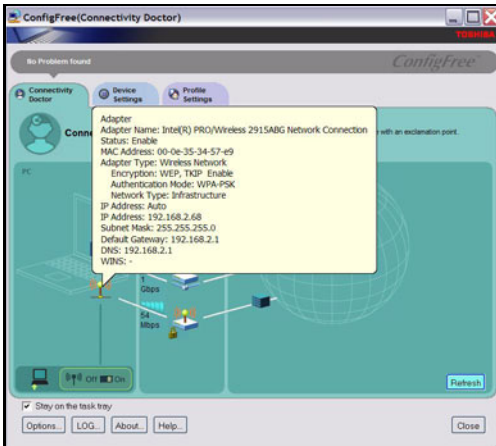 ConfigFree(Connectivity Doctor)
TOSHIBA
No Problem found
ConfigFree
Connectivity Doctor
Device Settings
Profile Settings
Conne
with an exclamation point.
Adapter
Adapter Name: Intel(R) PRO/Wireless 2915ABG Network Connection
Status: Enable
MAC Address: 00-0e-35-34-57-e9
Adapter Type: Wireless Network
Encryption: WEP, TKIP Enable
Authentication Mode: WPA-PSK
Network Type: Infrastructure
IP Address: Auto
IP Address: 192.168.2.68
Subnet Mask: 255.255.255.0
Default Gateway: 192.168.2.1
DNS: 192.168.2.1
WINS: -
PC
1
Gbps
54
Mbps
Off On
Refresh
Stay on the task tray
Options...
LOG...
About...
Help...
Close